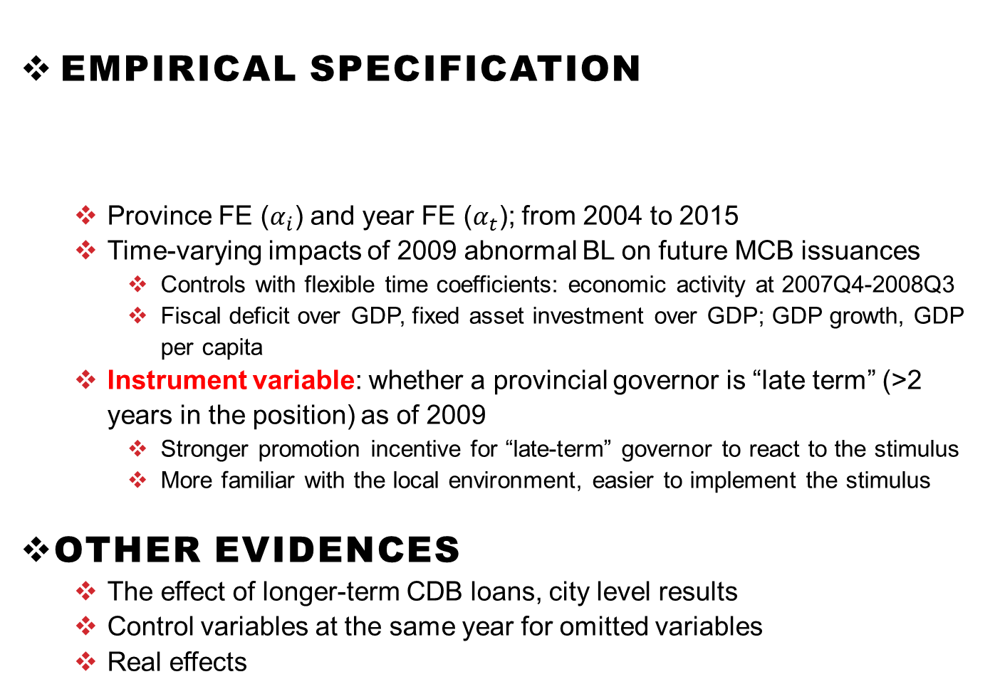 ❖ EMPIRICAL SPECIFICATION
❖ Province FE (𝛼𝑖) and year FE (𝛼𝑡); from 2004 to 2015
❖ Time-varying impacts of 2009 abnormal BL on future MCB issuances
❖ Controls with flexible time coefficients: economic activity at 2007Q4-2008Q3
❖ Fiscal deficit over GDP, fixed asset investment over GDP; GDP growth, GDP
per capita
❖ Instrument variable: whether a provincial governor is “late term” (>2
years in the position) as of 2009
❖ Stronger promotion incentive for “late-term” governor to react to the stimulus
❖ More familiar with the local environment, easier to implement the stimulus
❖OTHER EVIDENCES
❖ The effect of longer-term CDB loans, city level results
❖ Control variables at the same year for omitted variables
❖ Real effects